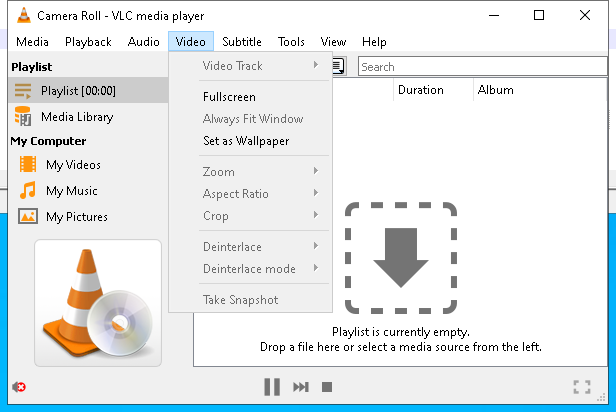 Camera Roll - VLC media player
Media Playback Audio Video Subtitle Tools View Help
Playlist
Playlist [00:00]
Media Library
My Computer
My Videos
My Music
My Pictures
Video Track
Fullscreen
Always Fit Window
Set as Wallpaper
Zoom
Aspect Ratio
Crop
Deinterlace
Deinterlace mode
Take Snapshot
Search
Duration Album
Playlist is currently empty.
Drop a file here or select a media source from the left.